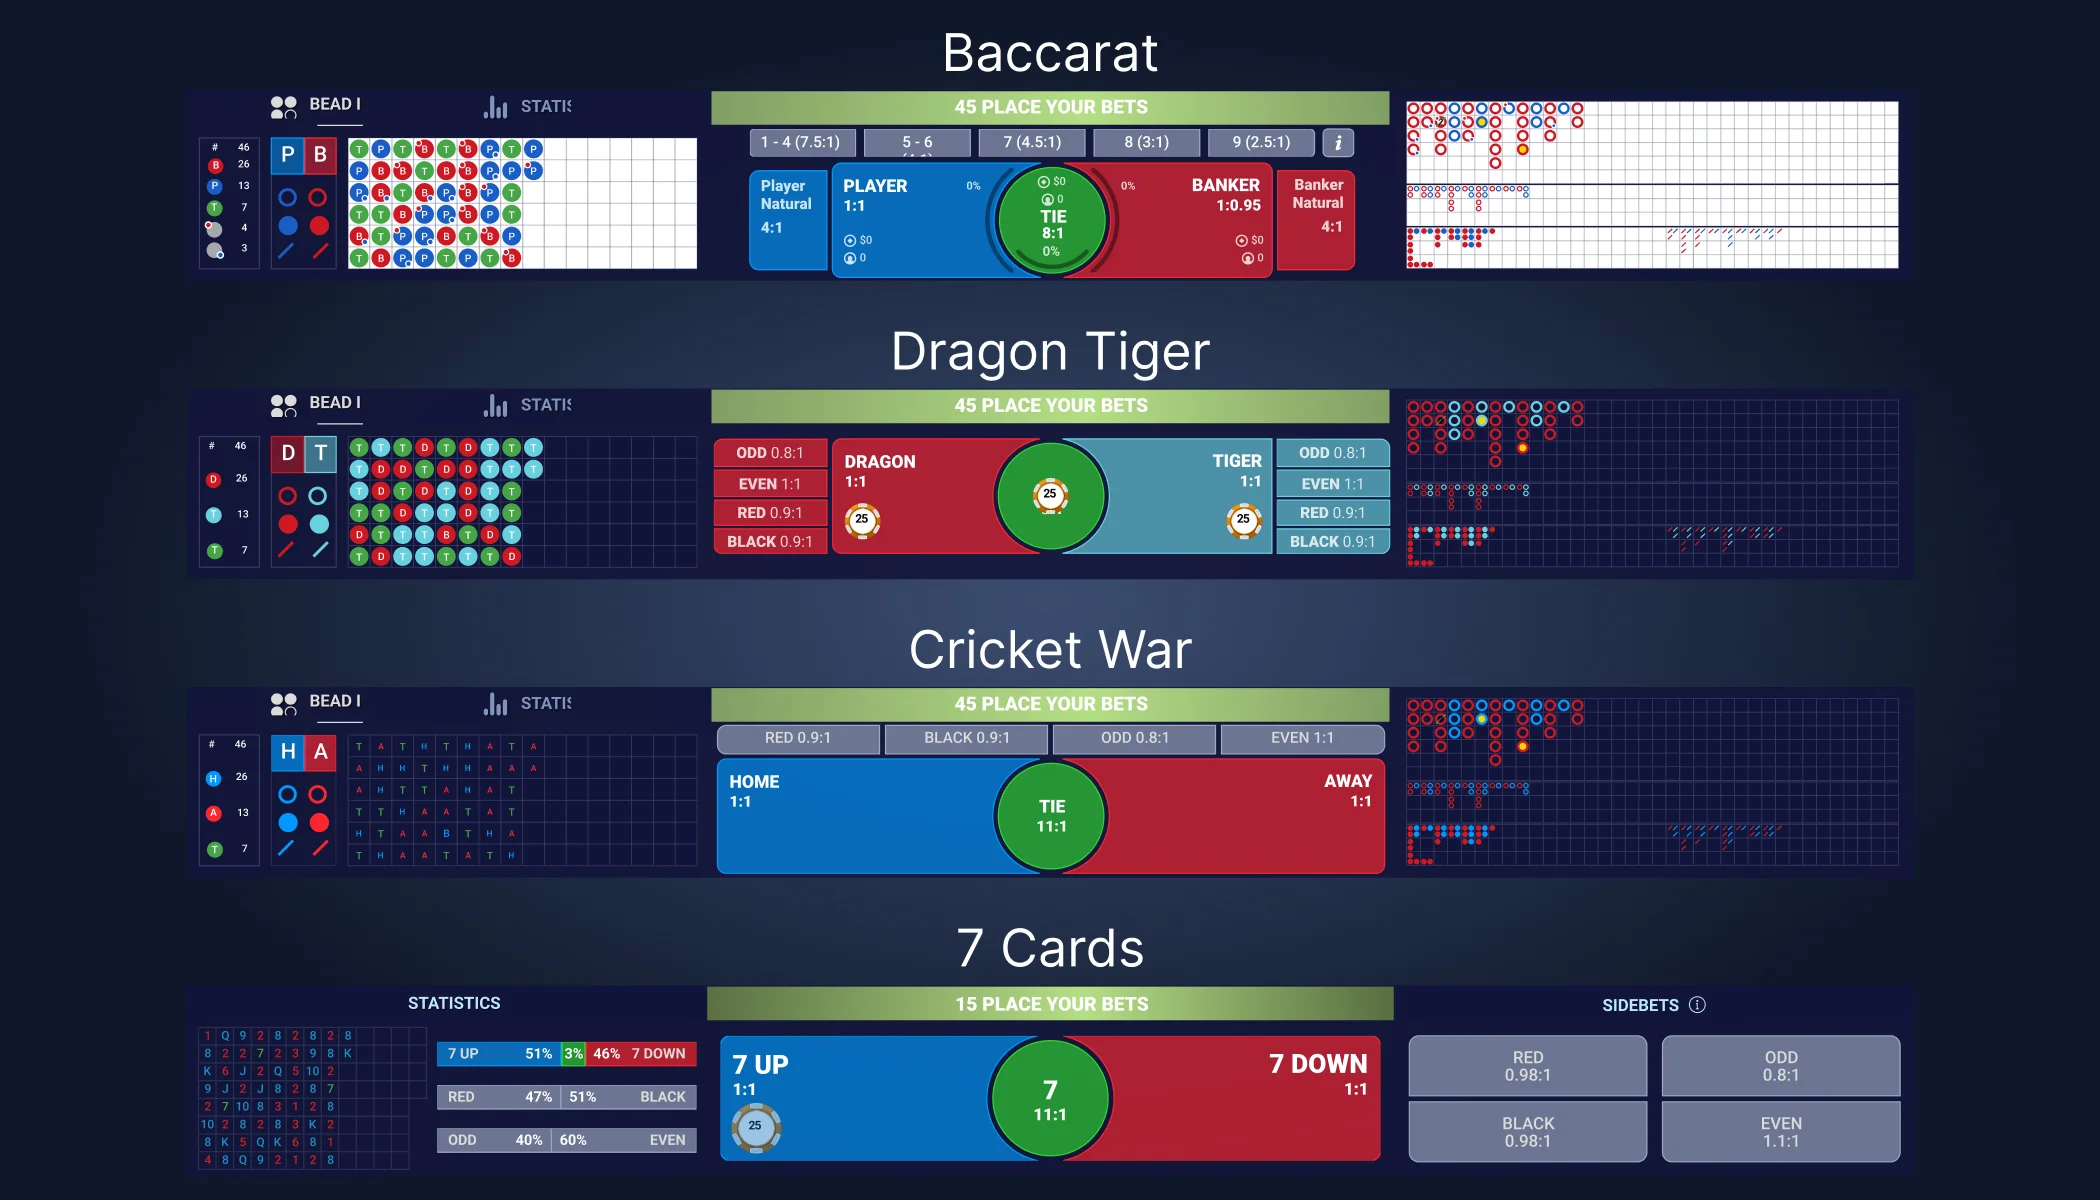 Baccarat
BEAD I
STATIS
45 PLACE YOUR BETS
# 46
B 26
P 13
T 7
4
3
P B
T P T B T B P T P
P B B T B B P P P
P B T B P B P T
T T B P P B P T
B T P P B T B P
T B P P T P T B
1 - 4 (7.5:1)
5 - 6
7 (4.5:1)
8 (3:1)
9 (2.5:1)
i
Player Natural
4:1
PLAYER
1:1
0%
$0
0
$0
0
TIE
8:1
0%
0%
BANKER
1:0.95
$0
0
Banker Natural
4:1
Dragon Tiger
BEAD I
STATIS
45 PLACE YOUR BETS
# 46
D 26
T 13
T 7
D T
T T T D T D T T T
T D D T D D T T T
T D T D T D T T
T T D T T D T T
D T T T B T D T
T D T T T T T D
ODD 0.8:1
EVEN 1:1
RED 0.9:1
BLACK 0.9:1
DRAGON
1:1
25
25
TIGER
1:1
25
ODD 0.8:1
EVEN 1:1
RED 0.9:1
BLACK 0.9:1
Cricket War
BEAD I
STATIS
45 PLACE YOUR BETS
# 46
H 26
A 13
T 7
H A
T A T H T H A T A
A H H T H H A A A
A H T T A H A T
T T H A A T A T
H T A A B T H A
T H A A T A T H
RED 0.9:1
BLACK 0.9:1
ODD 0.8:1
EVEN 1:1
HOME
1:1
TIE
11:1
AWAY
1:1
7 Cards
STATISTICS
15 PLACE YOUR BETS
SIDEBETS i
1 Q 9 2 8 2 8 2 8
8 2 2 7 2 3 9 8 K
K 6 J 2 Q 5 10 2
9 J 2 J 8 2 8 7
2 7 10 8 3 1 2 8
10 2 8 2 8 3 K 2
8 K 5 Q K 6 8 1
4 8 Q 9 2 1 2 8
7 UP 51% 3% 46% 7 DOWN
RED 47% 51% BLACK
ODD 40% 60% EVEN
7 UP
1:1
25
7
11:1
7 DOWN
1:1
RED
0.98:1
ODD
0.8:1
BLACK
0.98:1
EVEN
1.1:1